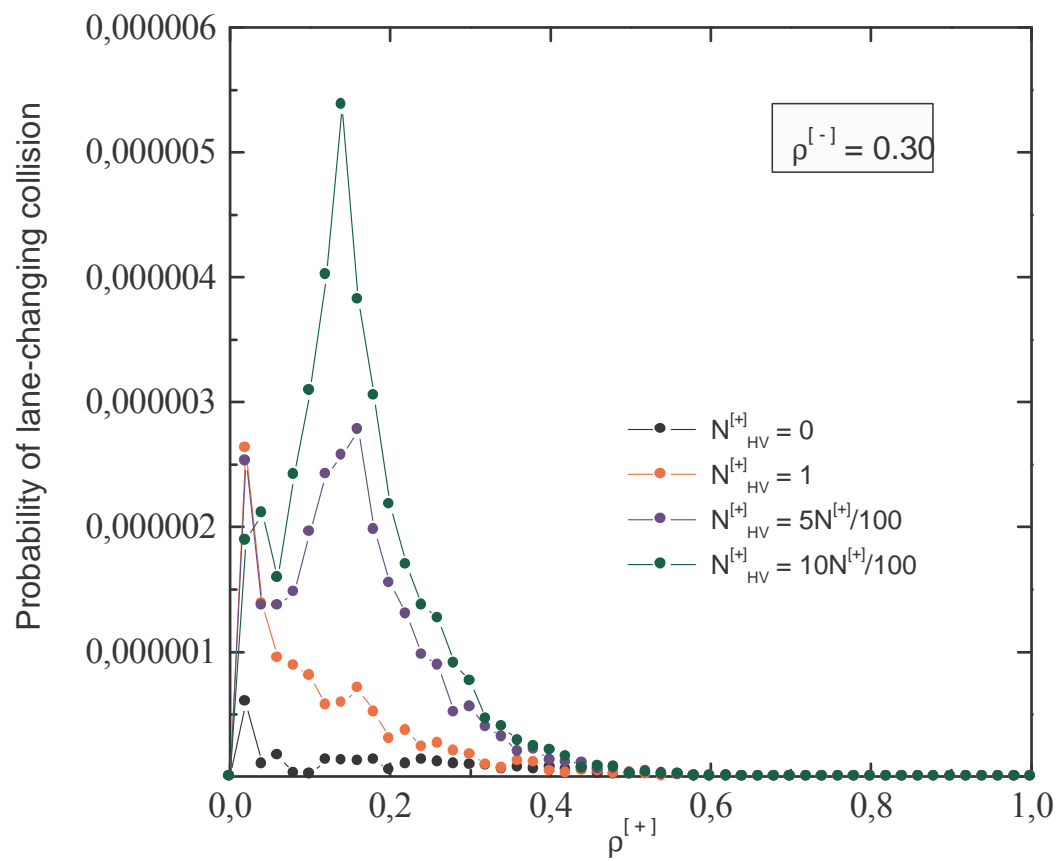 0,000006
0,000005
0,000004
0,000003
0,000002
0,000001
Probability of lane-changing collision
ρ[-] = 0.30
N[+]HV = 0
N[+]HV = 1
N[+]HV = 5N[+]/100
N[+]HV = 10N[+]/100
0,0 0,2 0,4 0,6 0,8 1,0
ρ[+]